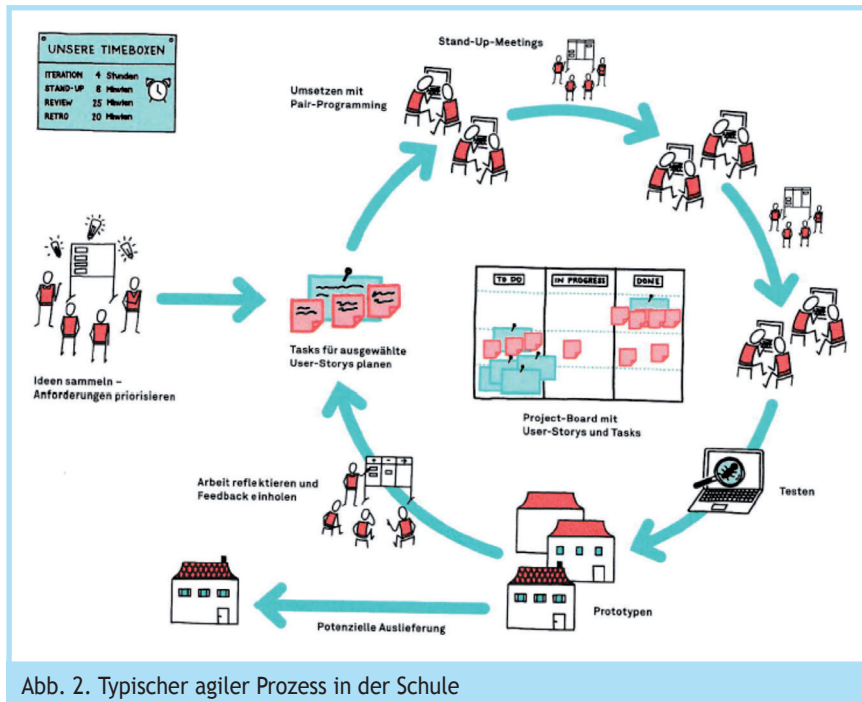 UNSERE TIMEBOXEN
ITERATION 4 Stunden
STAND-UP 8 Minuten
REVIEW 25 Minuten
RETRO 20 Minuten
Stand-Up-Meetings
Umsetzen mit
Pair-Programming
Ideen sammeln –
Anforderungen priorisieren
Tasks für ausgewählte
User-Storys planen
TO DO
IN PROGRESS
DONE
Project-Board mit
User-Storys und Tasks
Arbeit reflektieren und
Feedback einholen
Testen
Prototypen
Potenzielle Auslieferung
Abb. 2. Typischer agiler Prozess in der Schule